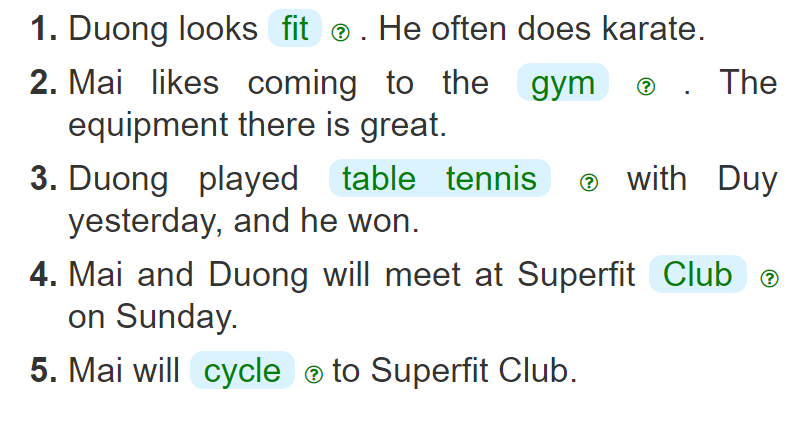 1. Duong looks fit ? . He often does karate.
2. Mai likes coming to the gym ? . The
equipment there is great.
3. Duong played table tennis ? with Duy
yesterday, and he won.
4. Mai and Duong will meet at Superfit Club ?
on Sunday.
5. Mai will cycle ? to Superfit Club.